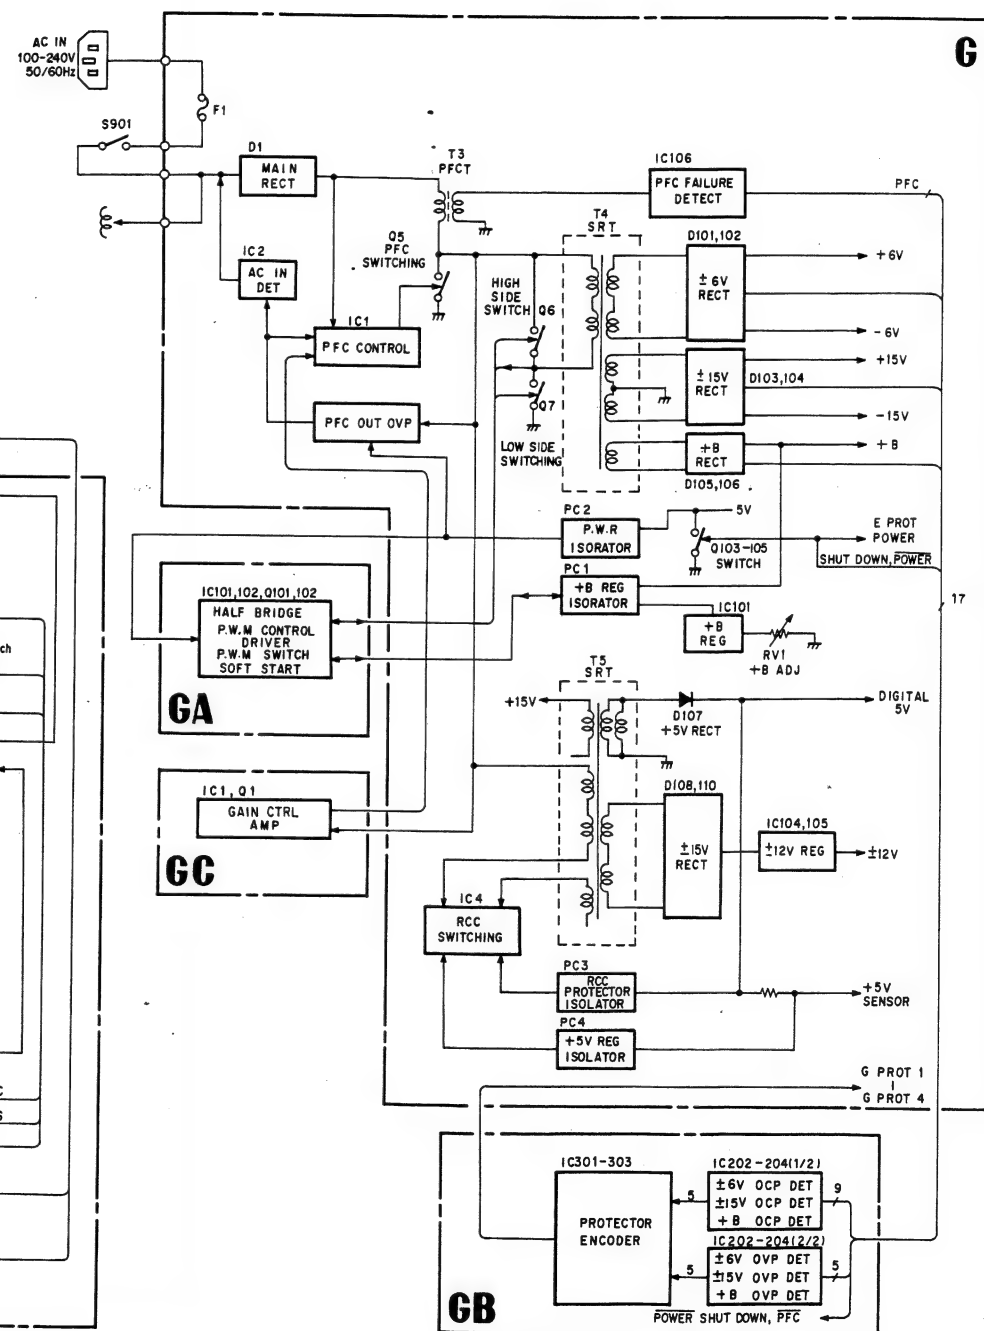 G
AC IN
100-240V
50/60Hz
F1
S901
D1
MAIN
RECT
T3
PFCT
IC106
PFC FAILURE
DETECT
PFC
T4
SRT
Q5
PFC
SWITCHING
D101,102
+6V
± 6V
RECT
-6V
IC2
AC IN
DET
HIGH
SIDE
SWITCH Q6
IC1
PFC CONTROL
+15V
± 15V
RECT
D103,104
-15V
Q7
PFC OUT OVP
LOW SIDE
SWITCHING
+B
RECT
+B
D105,106
PC2
P.W.R
ISORATOR
5V
Q103-105
SWITCH
E PROT
POWER
SHUT DOWN, POWER
PC1
+B REG
ISORATOR
IC101
+B
REG
RV1
+B ADJ
17
IC101,102,Q101,102
HALF BRIDGE
P.W.M CONTROL
DRIVER
P.W.M SWITCH
SOFT START
GA
ch
T5
SRT
+15V
D107
+5V RECT
DIGITAL
5V
IC1, Q1
GAIN CTRL
AMP
GC
D108,110
±15V
RECT
IC104,105
±12V REG
±12V
IC4
RCC
SWITCHING
PC3
RCC
PROTECTOR
ISOLATOR
+5V
SENSOR
PC4
+5V REG
ISOLATOR
C
S
G PROT 1
|
G PROT 4
IC301-303
PROTECTOR
ENCODER
IC202-204(1/2)
±6V OCP DET
±15V OCP DET
+B OCP DET
5
9
IC202-204(2/2)
±6V OVP DET
±15V OVP DET
+B OVP DET
5
5
GB
POWER SHUT DOWN, PFC